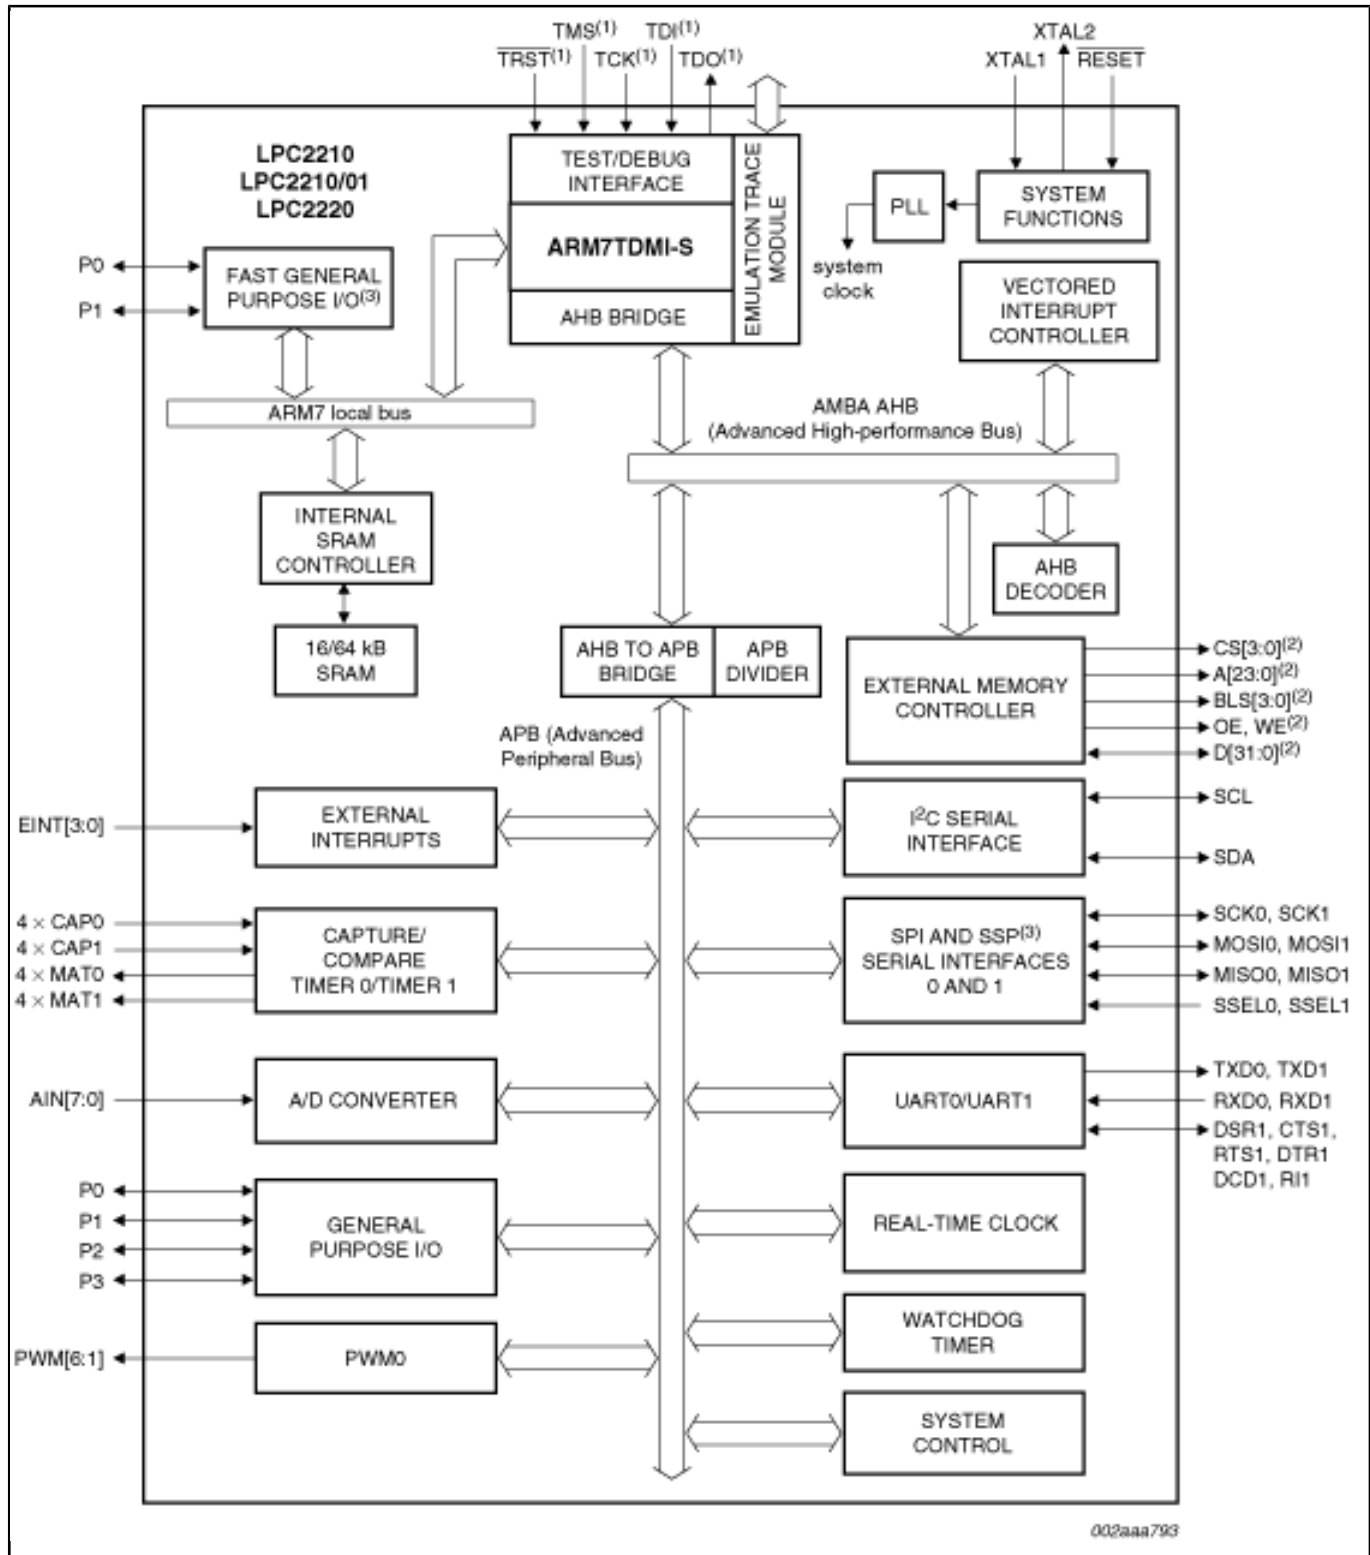 TMS(1)
TDI(1)
TRST(1)
TCK(1)
TDO(1)
XTAL2
XTAL1
RESET
LPC2210
LPC2210/01
LPC2220
TEST/DEBUG
INTERFACE
ARM7TDMI-S
AHB BRIDGE
EMULATION TRACE
MODULE
PLL
system
clock
SYSTEM
FUNCTIONS
VECTORED
INTERRUPT
CONTROLLER
P0
P1
FAST GENERAL
PURPOSE I/O(3)
ARM7 local bus
AMBA AHB
(Advanced High-performance Bus)
INTERNAL
SRAM
CONTROLLER
16/64 kB
SRAM
AHB
DECODER
AHB TO APB
BRIDGE
APB
DIVIDER
EXTERNAL MEMORY
CONTROLLER
CS[3:0](2)
A[23:0](2)
BLS[3:0](2)
OE, WE(2)
D[31:0](2)
APB (Advanced
Peripheral Bus)
EINT[3:0]
EXTERNAL
INTERRUPTS
I2C SERIAL
INTERFACE
SCL
SDA
4 × CAP0
4 × CAP1
4 × MAT0
4 × MAT1
CAPTURE/
COMPARE
TIMER 0/TIMER 1
SPI AND SSP(3)
SERIAL INTERFACES
0 AND 1
SCK0, SCK1
MOSI0, MOSI1
MISO0, MISO1
SSEL0, SSEL1
AIN[7:0]
A/D CONVERTER
UART0/UART1
TXD0, TXD1
RXD0, RXD1
DSR1, CTS1,
RTS1, DTR1
DCD1, RI1
P0
P1
P2
P3
GENERAL
PURPOSE I/O
REAL-TIME CLOCK
PWM[6:1]
PWM0
WATCHDOG
TIMER
SYSTEM
CONTROL
002aaa793